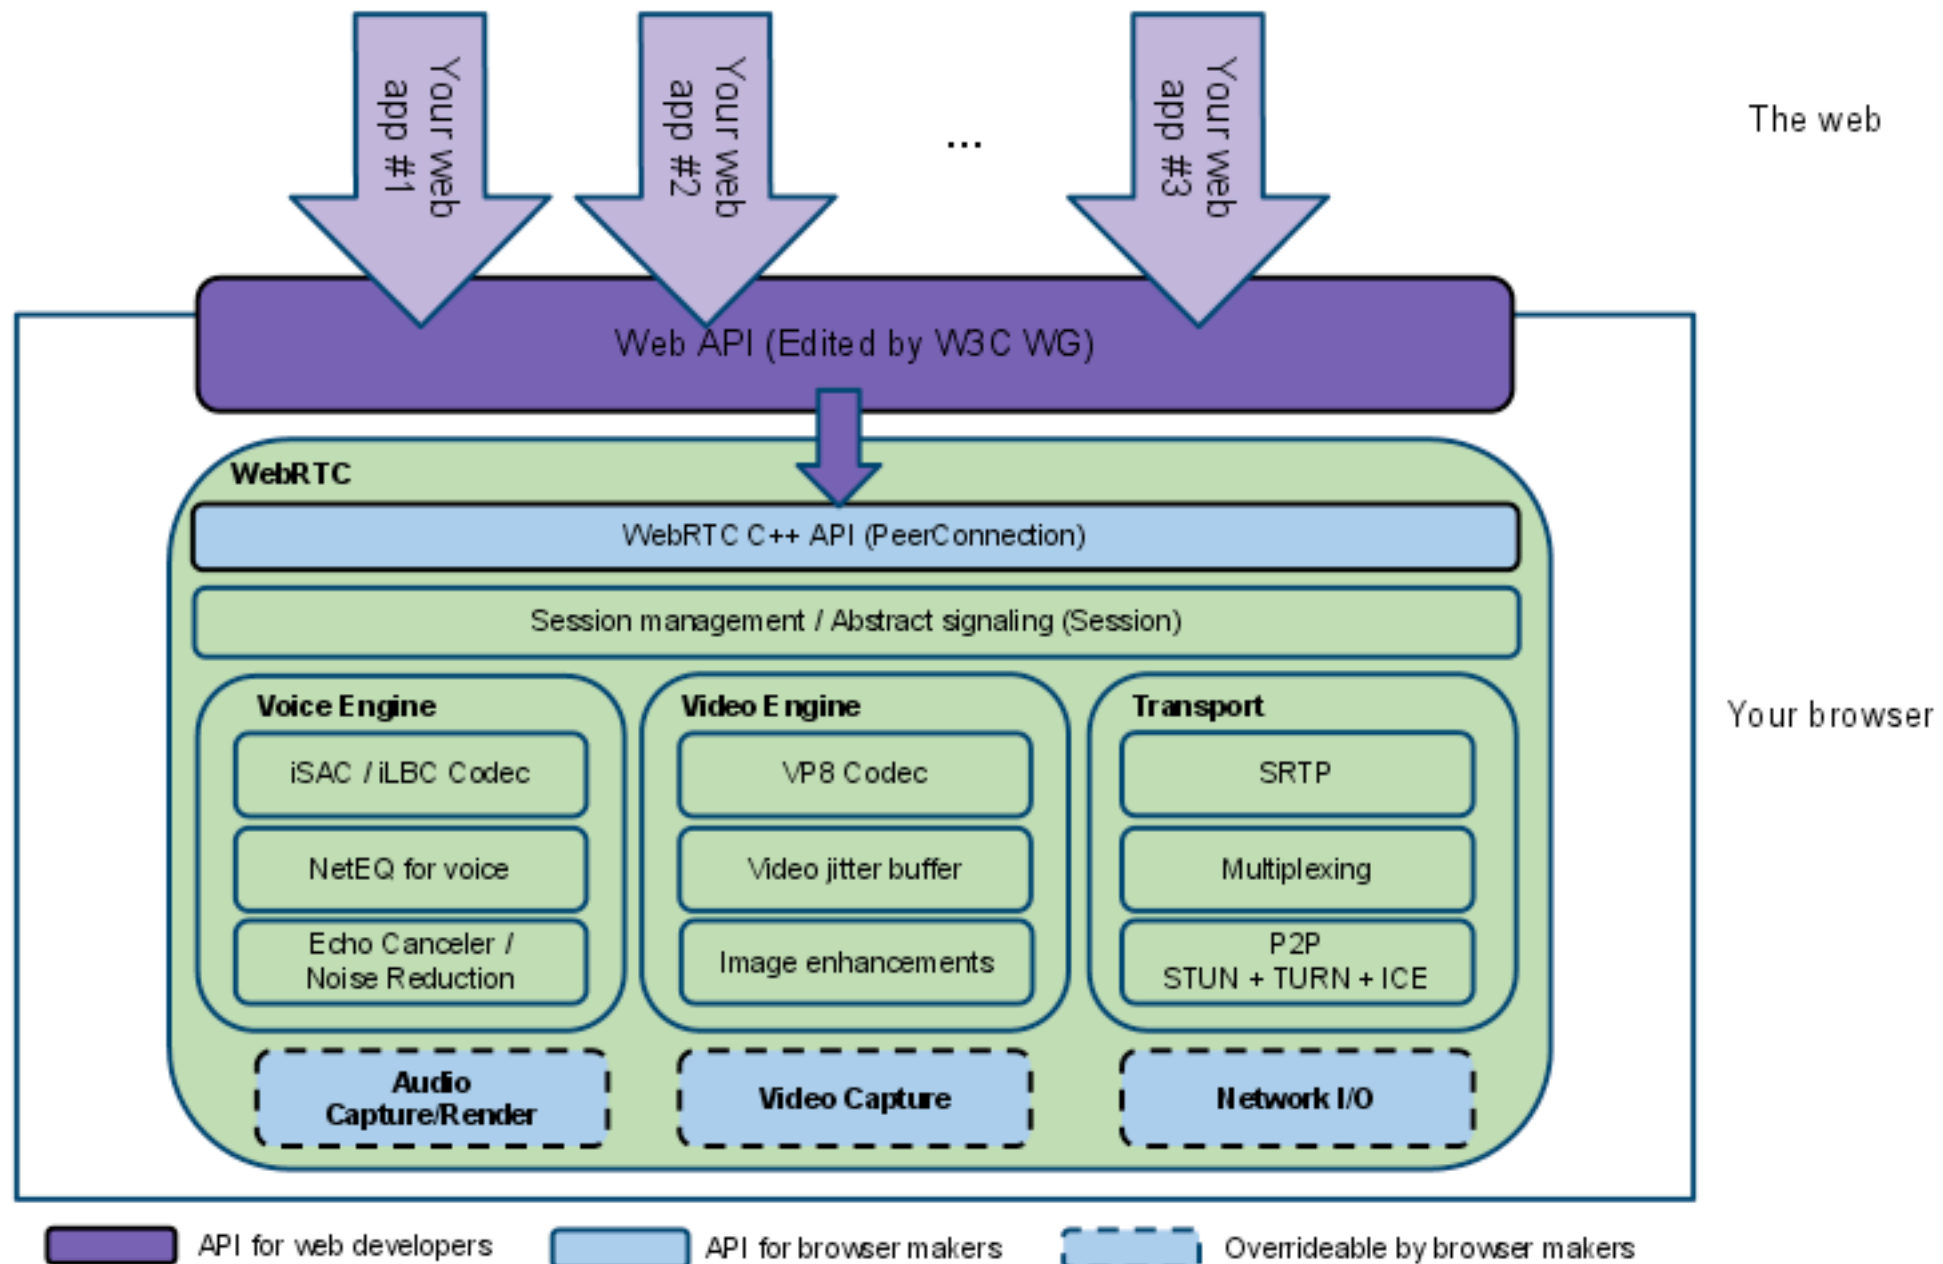 Your web
app #1
Your web
app #2
...
Your web
app #3
The web
Web API (Edited by W3C WG)
WebRTC
WebRTC C++ API (PeerConnection)
Session management / Abstract signaling (Session)
Voice Engine
iSAC / iLBC Codec
NetEQ for voice
Echo Canceler /
Noise Reduction
Video Engine
VP8 Codec
Video jitter buffer
Image enhancements
Transport
SRTP
Multiplexing
P2P
STUN + TURN + ICE
Your browser
Audio
Capture/Render
Video Capture
Network I/O
API for web developers
API for browser makers
Overrideable by browser makers